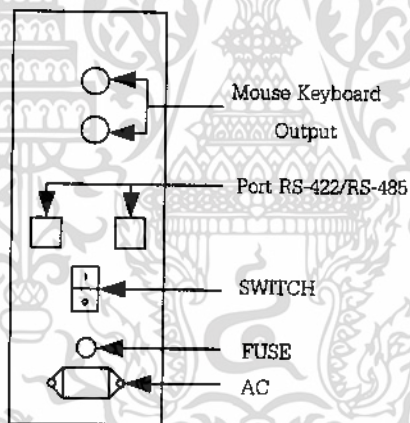 Mouse Keyboard
Output
Port RS-422/RS-485
SWITCH
FUSE
AC